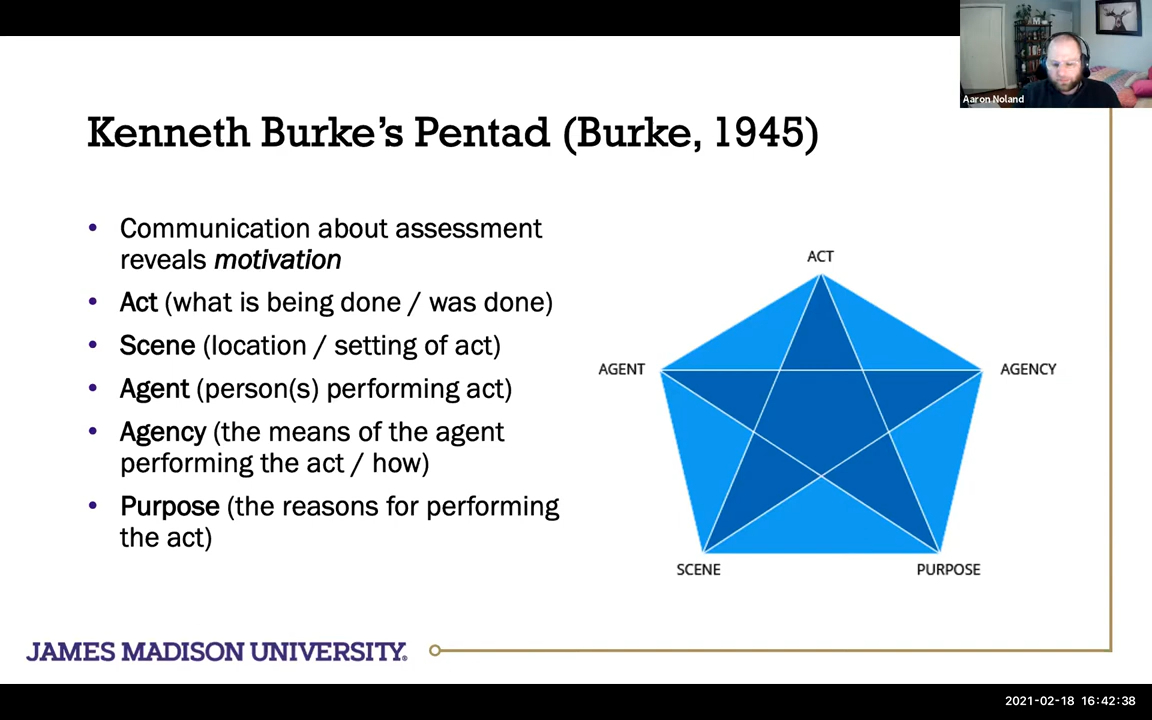 Aaron Noland
Kenneth Burke’s Pentad (Burke, 1945)
• Communication about assessment
reveals motivation
• Act (what is being done / was done)
• Scene (location / setting of act)
• Agent (person(s) performing act)
• Agency (the means of the agent
performing the act / how)
• Purpose (the reasons for performing
the act)
ACT
AGENT
AGENCY
SCENE
PURPOSE
JAMES MADISON UNIVERSITY®
2021-02-18 16:42:38